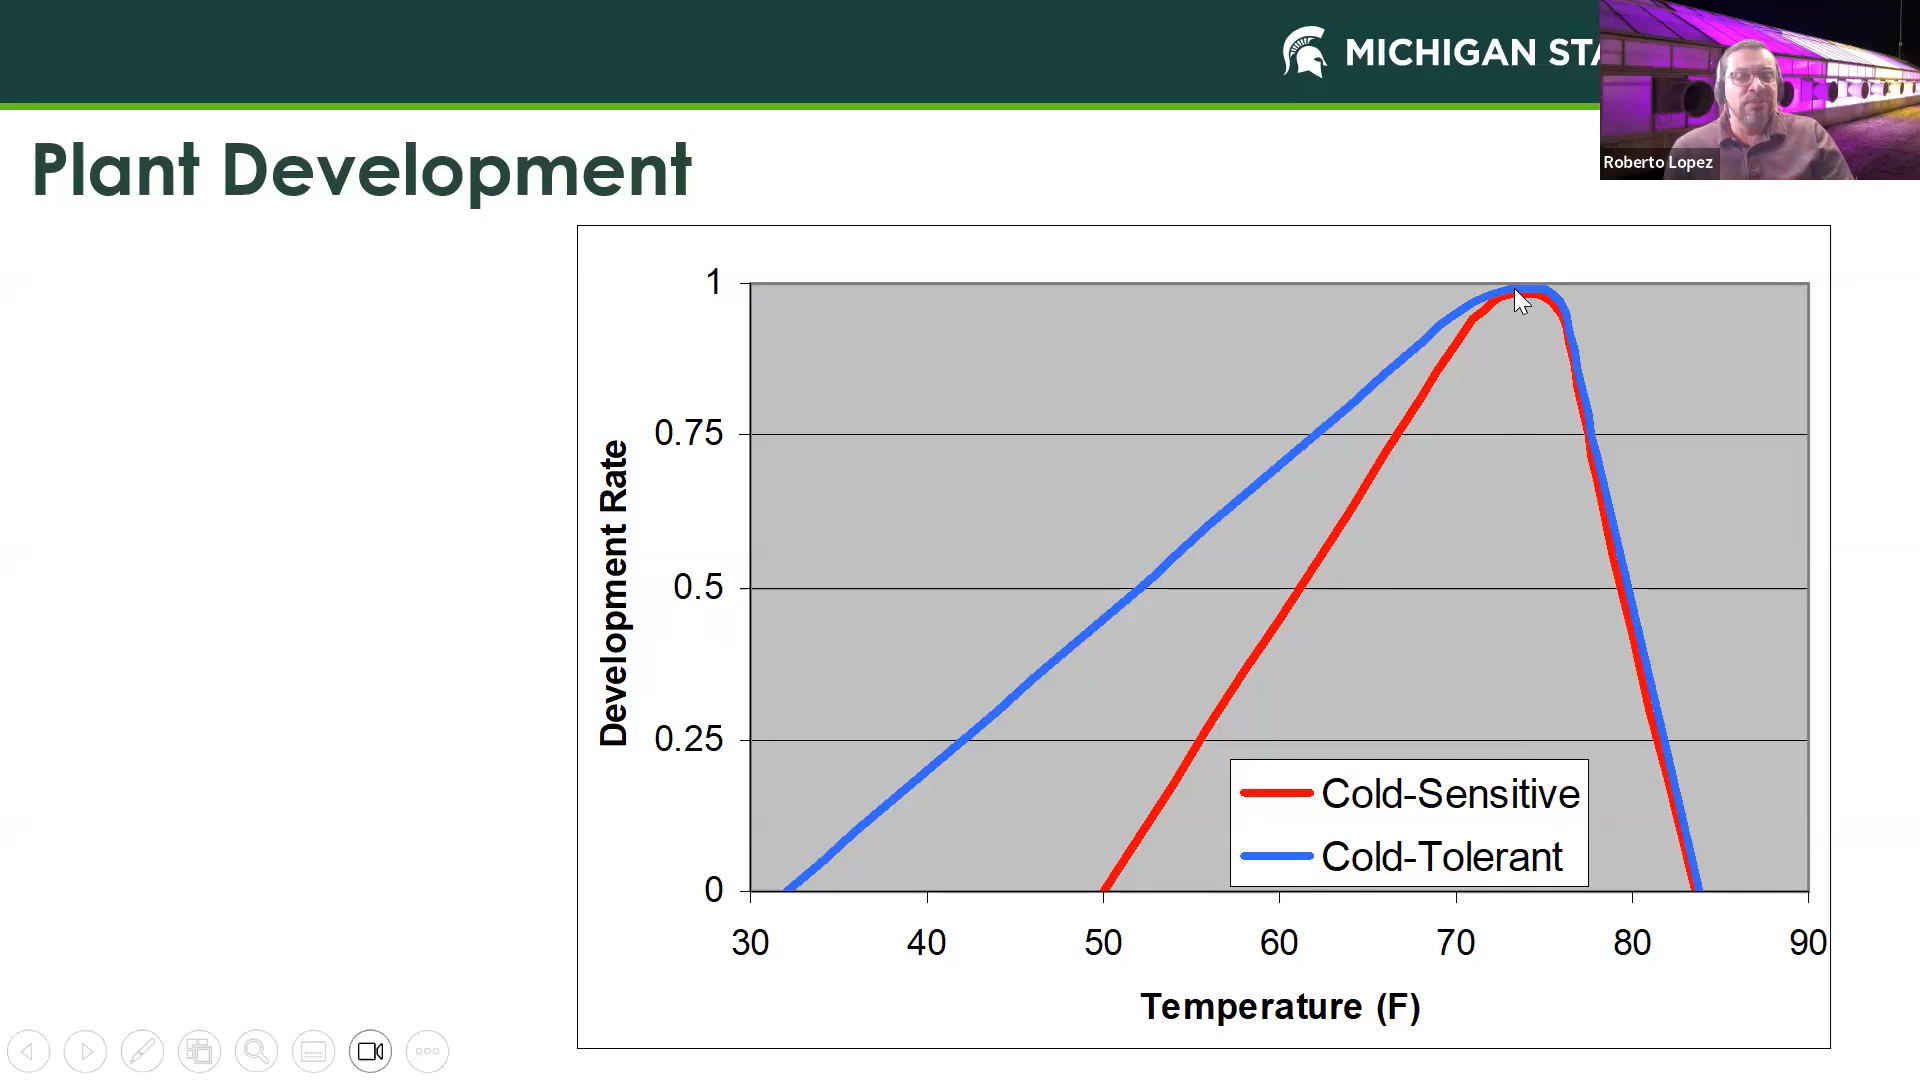 MICHIGAN STA
Roberto Lopez
Plant Development
1
0.75
0.5
0.25
0
Development Rate
Cold-Sensitive
Cold-Tolerant
30 40 50 60 70 80 90
Temperature (F)